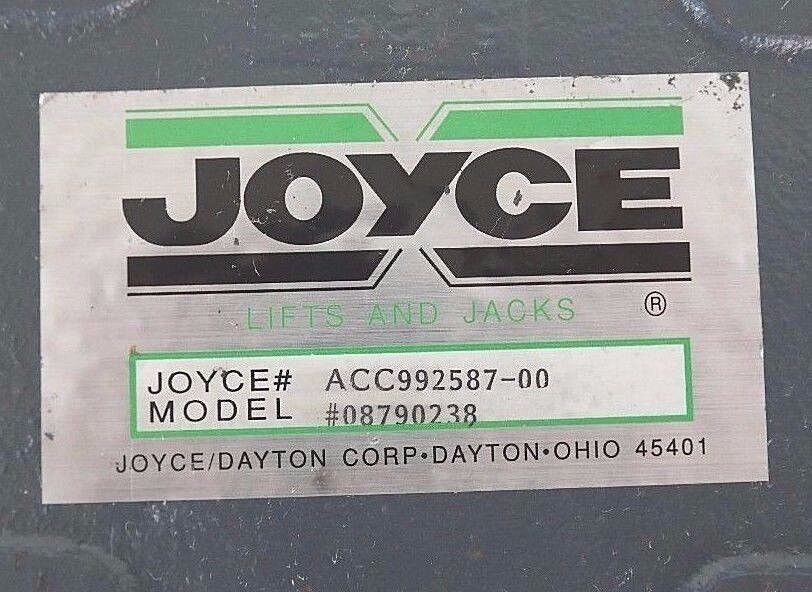 JOYCE
LIFTS AND JACKS ®
JOYCE# ACC992587-00
MODEL #08790238
JOYCE/DAYTON CORP•DAYTON•OHIO 45401